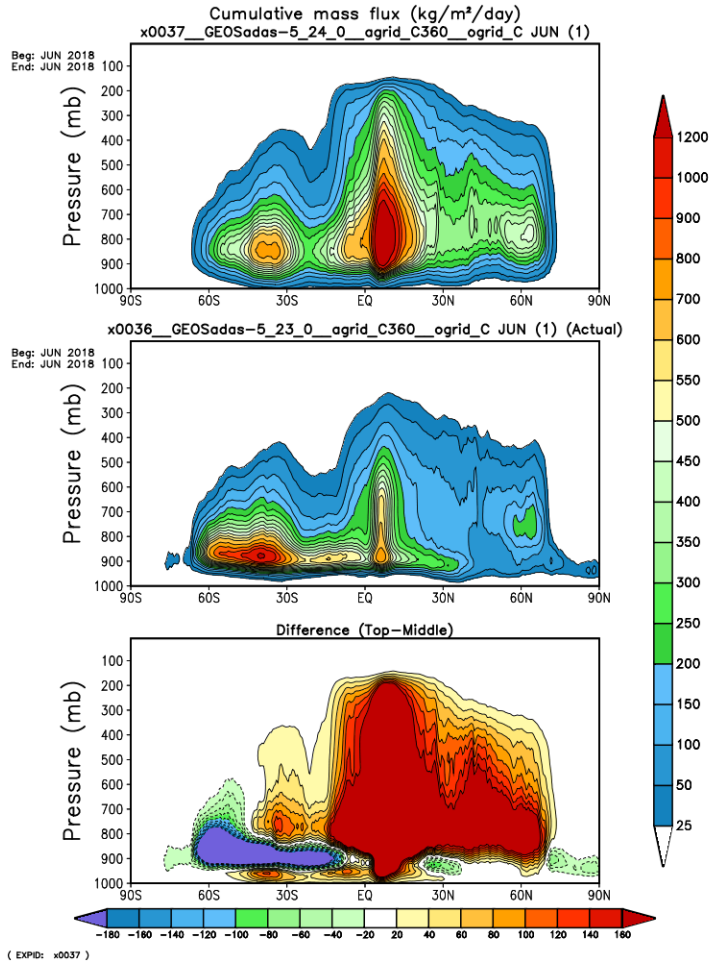 Cumulative mass flux (kg/m²/day)
x0037__GEOSadas-5_24_0__agrid_C360__ogrid_C JUN (1)
Beg: JUN 2018
End: JUN 2018
Pressure (mb)
100
200
300
400
500
600
700
800
900
1000
90S 60S 30S EQ 30N 60N 90N
x0036__GEOSadas-5_23_0__agrid_C360__ogrid_C JUN (1) (Actual)
Beg: JUN 2018
End: JUN 2018
Pressure (mb)
100
200
300
400
500
600
700
800
900
1000
90S 60S 30S EQ 30N 60N 90N
Difference (Top-Middle)
Pressure (mb)
100
200
300
400
500
600
700
800
900
1000
90S 60S 30S EQ 30N 60N 90N
1200
1000
900
800
700
600
550
500
450
400
350
300
200
150
100
50
25
-180 -160 -140 -120 -100 -80 -60 -40 -20 20 40 60 80 100 120 140 160
( EXPID: x0037 )